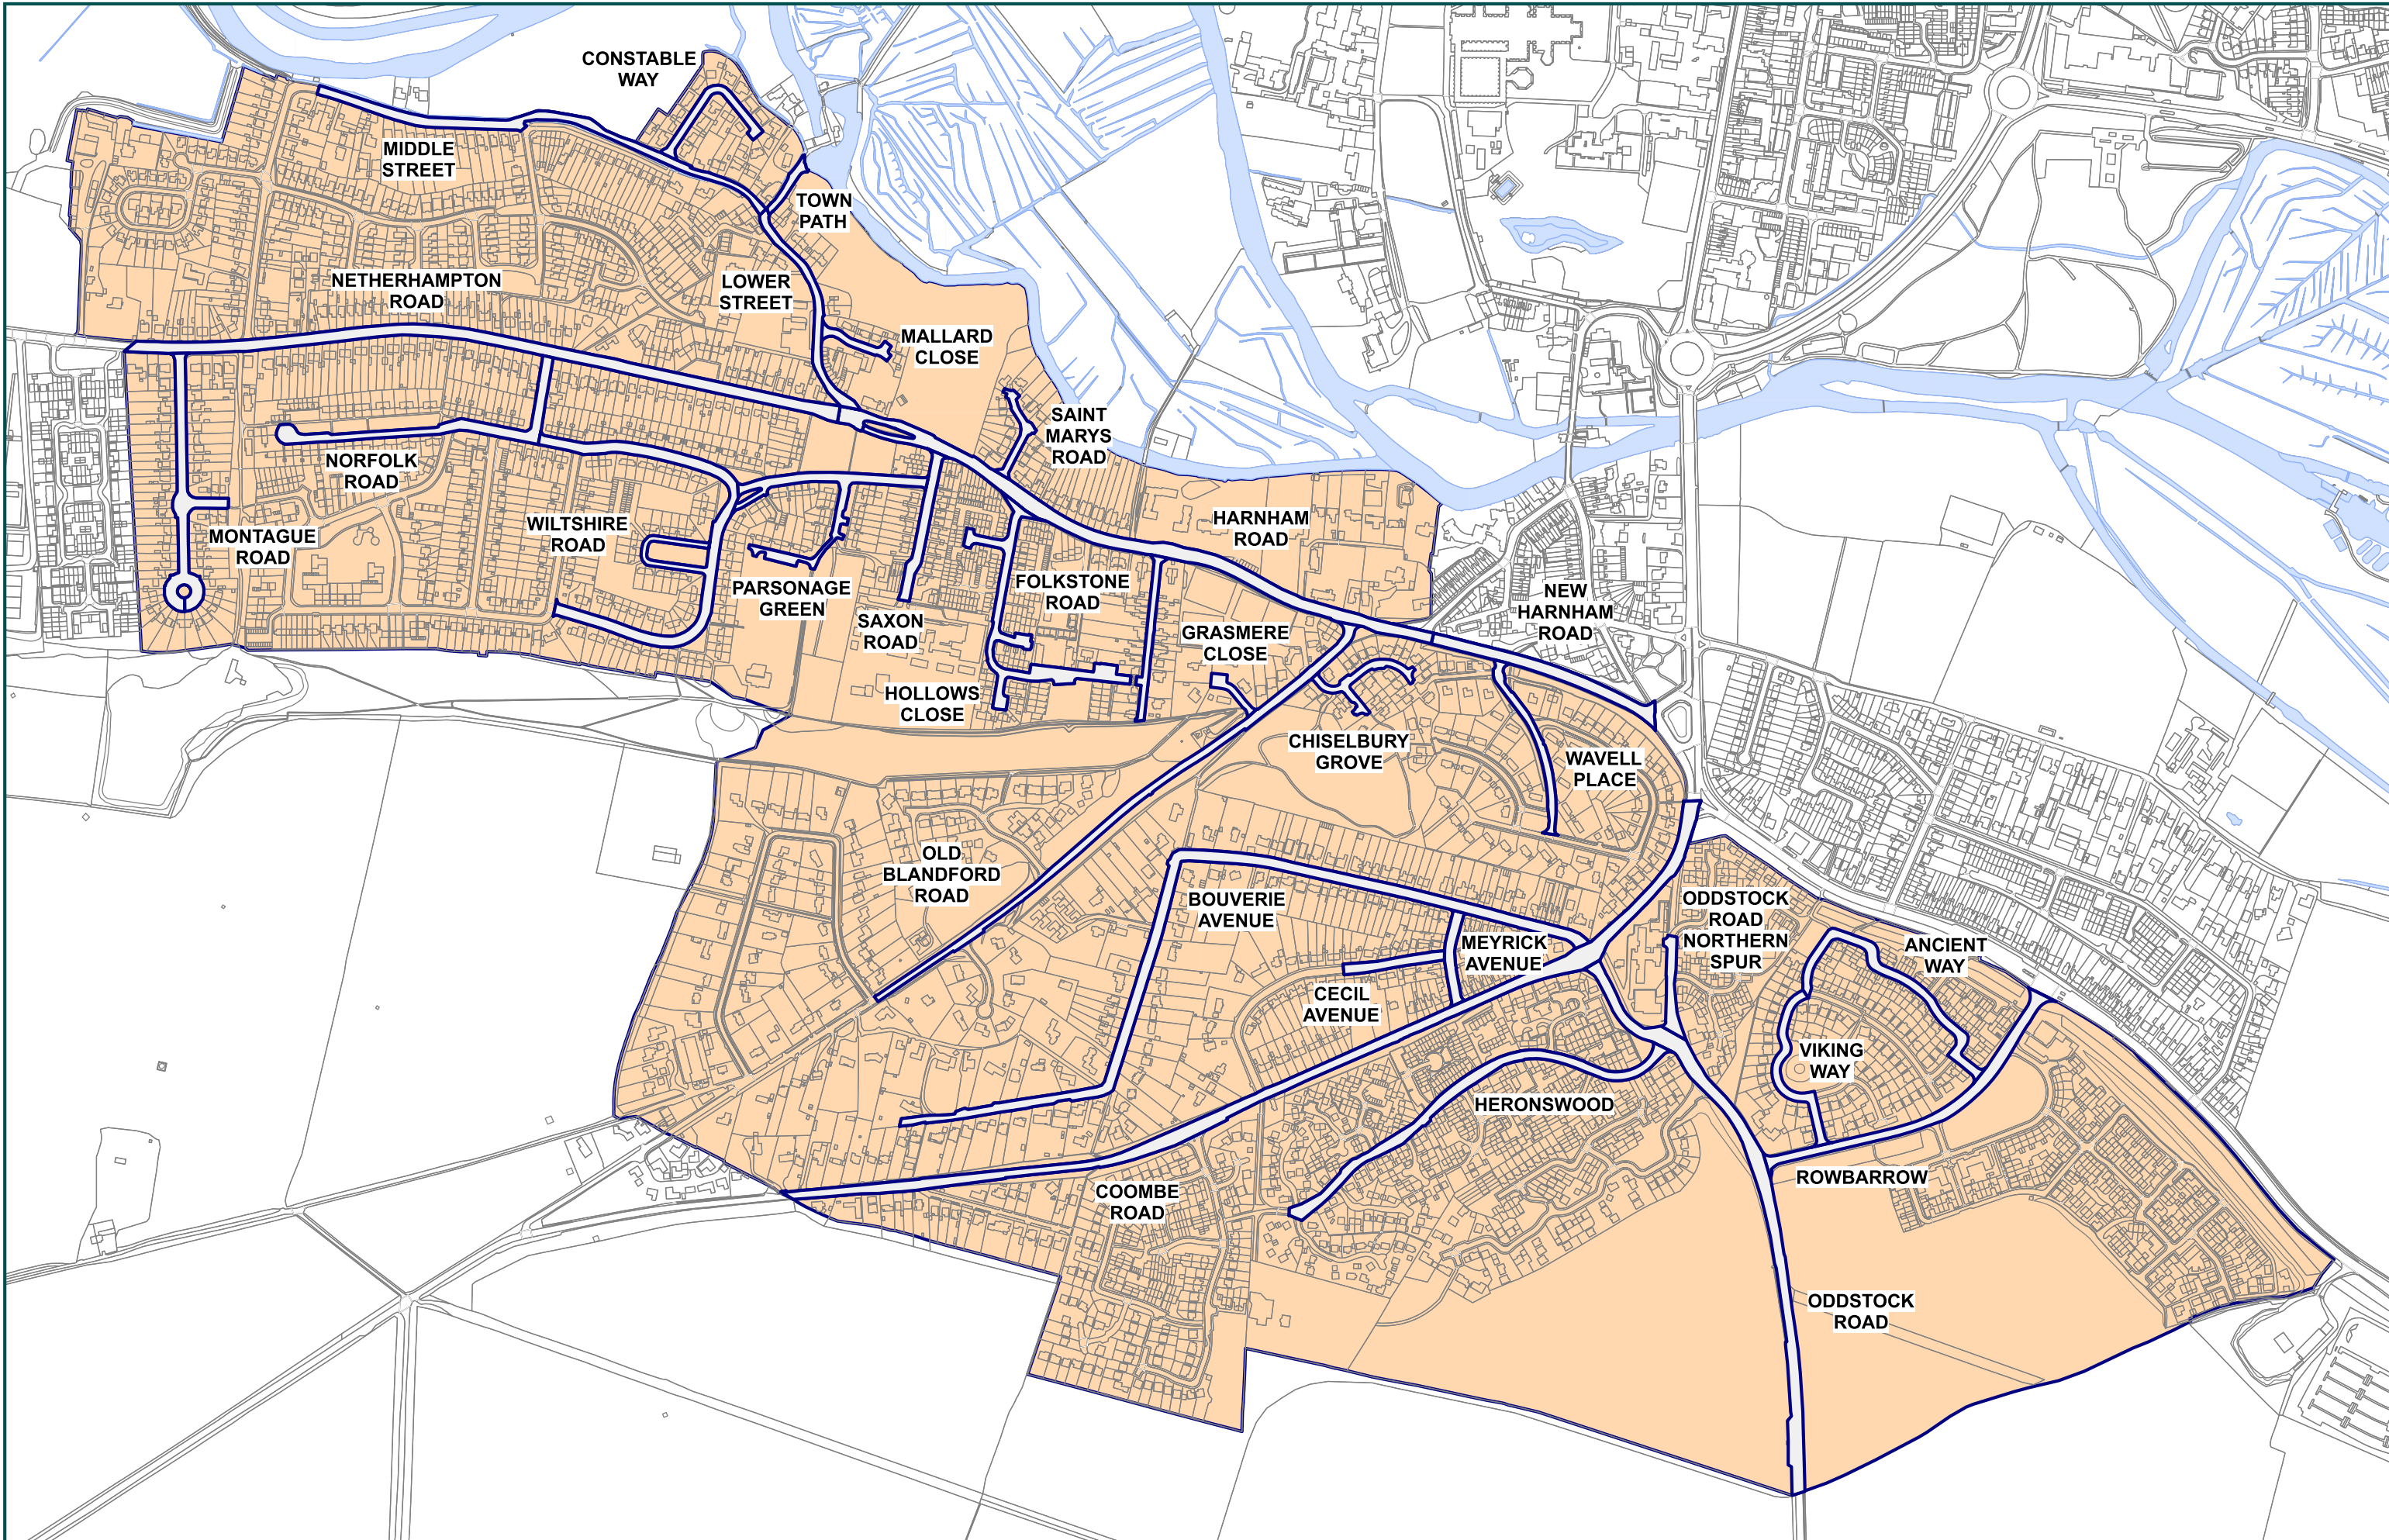 CONSTABLE
WAY
MIDDLE
STREET
TOWN
PATH
NETHERHAMPTON
ROAD
LOWER
STREET
MALLARD
CLOSE
SAINT
MARYS
ROAD
NORFOLK
ROAD
MONTAGUE
ROAD
WILTSHIRE
ROAD
HARNHAM
ROAD
PARSONAGE
GREEN
FOLKSTONE
ROAD
SAXON
ROAD
GRASMERE
CLOSE
NEW
HARNHAM
ROAD
HOLLOWS
CLOSE
CHISELBURY
GROVE
WAVELL
PLACE
OLD
BLANDFORD
ROAD
BOUVERIE
AVENUE
MEYRICK
AVENUE
ODDSTOCK
ROAD
NORTHERN
SPUR
ANCIENT
WAY
CECIL
AVENUE
VIKING
WAY
HERONSWOOD
COOMBE
ROAD
ROWBARROW
ODDSTOCK
ROAD